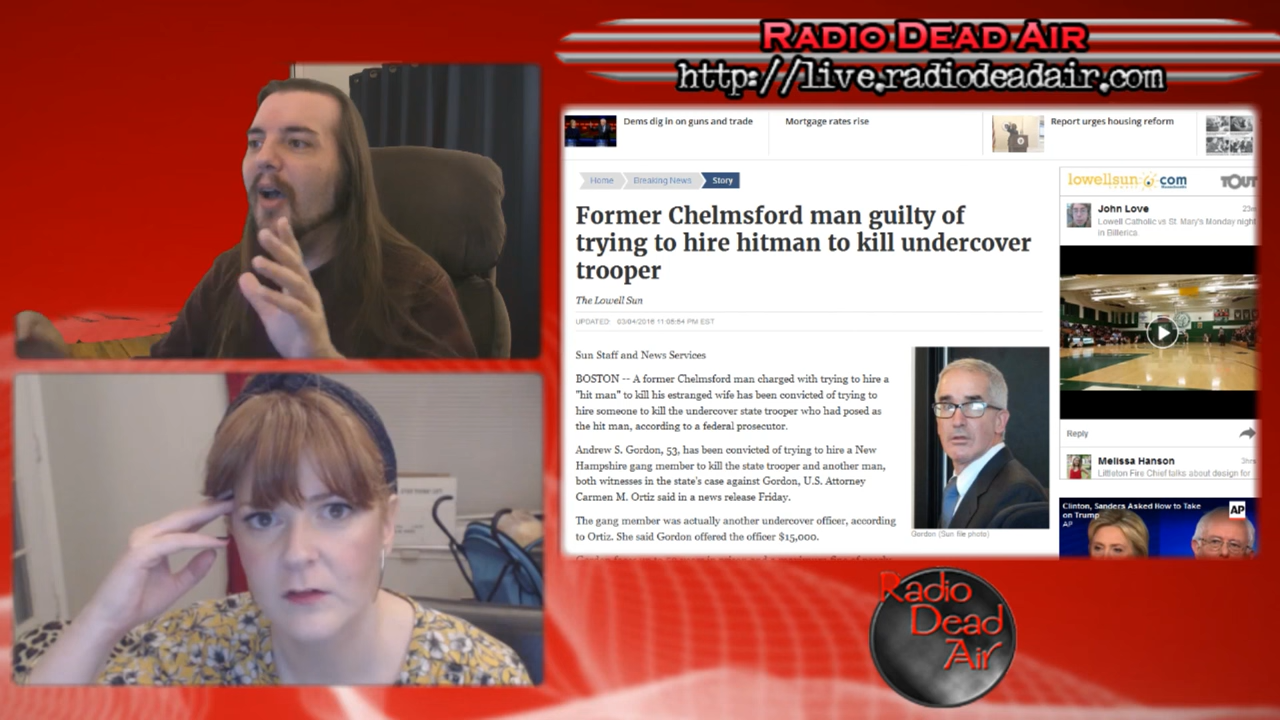 RADIO DEAD AIR
http://live.radiodeadair.com
Dems dig in on guns and trade
Mortgage rates rise
Report urges housing reform
Home
Breaking News
Story
lowellsun.com
TOUT
Former Chelmsford man guilty of
trying to hire hitman to kill undercover
trooper
The Lowell Sun
UPDATED: 03/04/2016 11:08:54 PM EST
John Love
23m
Lowell Catholic vs St. Mary's Monday night
in Billerica
Sun Staff and News Services
BOSTON -- A former Chelmsford man charged with trying to hire a
"hit man" to kill his estranged wife has been convicted of trying to
hire someone to kill the undercover state trooper who had posed as
the hit man, according to a federal prosecutor.
Andrew S. Gordon, 53, has been convicted of trying to hire a New
Hampshire gang member to kill the state trooper and another man,
both witnesses in the state's case against Gordon, U.S. Attorney
Carmen M. Ortiz said in a news release Friday.
The gang member was actually another undercover officer, according
to Ortiz. She said Gordon offered the officer $15,000.
Gordon (Sun file photo)
Reply
Melissa Hanson
3hrs
Littleton Fire Chief talks about design for
Clinton, Sanders Asked How to Take
on Trump
AP
AP
Radio
Dead
Air